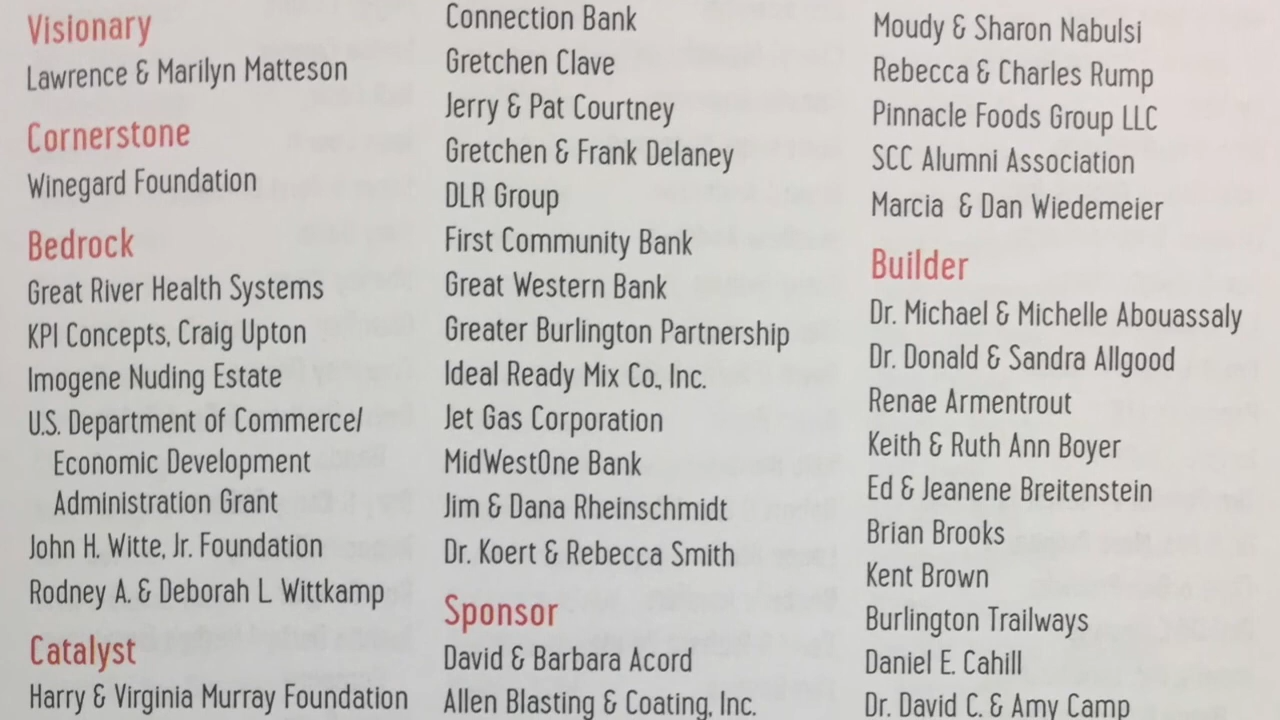 Visionary
Lawrence & Marilyn Matteson
Cornerstone
Winegard Foundation
Bedrock
Great River Health Systems
KPI Concepts, Craig Upton
Imogene Nuding Estate
U.S. Department of Commerce/
Economic Development
Administration Grant
John H. Witte, Jr. Foundation
Rodney A. & Deborah L. Wittkamp
Catalyst
Harry & Virginia Murray Foundation
Connection Bank
Gretchen Clave
Jerry & Pat Courtney
Gretchen & Frank Delaney
DLR Group
First Community Bank
Great Western Bank
Greater Burlington Partnership
Ideal Ready Mix Co., Inc.
Jet Gas Corporation
MidWestOne Bank
Jim & Dana Rheinschmidt
Dr. Koert & Rebecca Smith
Sponsor
David & Barbara Acord
Allen Blasting & Coating, Inc.
Moudy & Sharon Nabulsi
Rebecca & Charles Rump
Pinnacle Foods Group LLC
SCC Alumni Association
Marcia & Dan Wiedemeier
Builder
Dr. Michael & Michelle Abouassaly
Dr. Donald & Sandra Allgood
Renae Armentrout
Keith & Ruth Ann Boyer
Ed & Jeanene Breitenstein
Brian Brooks
Kent Brown
Burlington Trailways
Daniel E. Cahill
Dr. David C. & Amy Camp